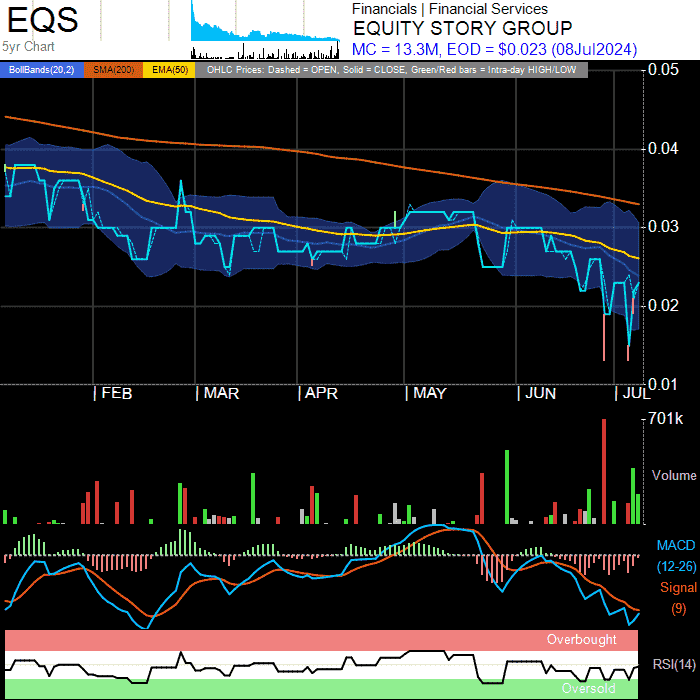 EQS
5yr Chart
Financials | Financial Services
EQUITY STORY GROUP
MC = 13.3M, EOD = $0.023 (08Jul2024)
BollBands(20,2) SMA(200) EMA(50) OHLC Prices: Dashed = OPEN, Solid = CLOSE, Green/Red bars = Intra-day HIGH/LOW
0.05
0.04
0.03
0.02
0.01
| FEB | MAR | APR | MAY | JUN | JUL
701k
Volume
MACD
(12-26)
Signal
(9)
Overbought
RSI(14)
Oversold